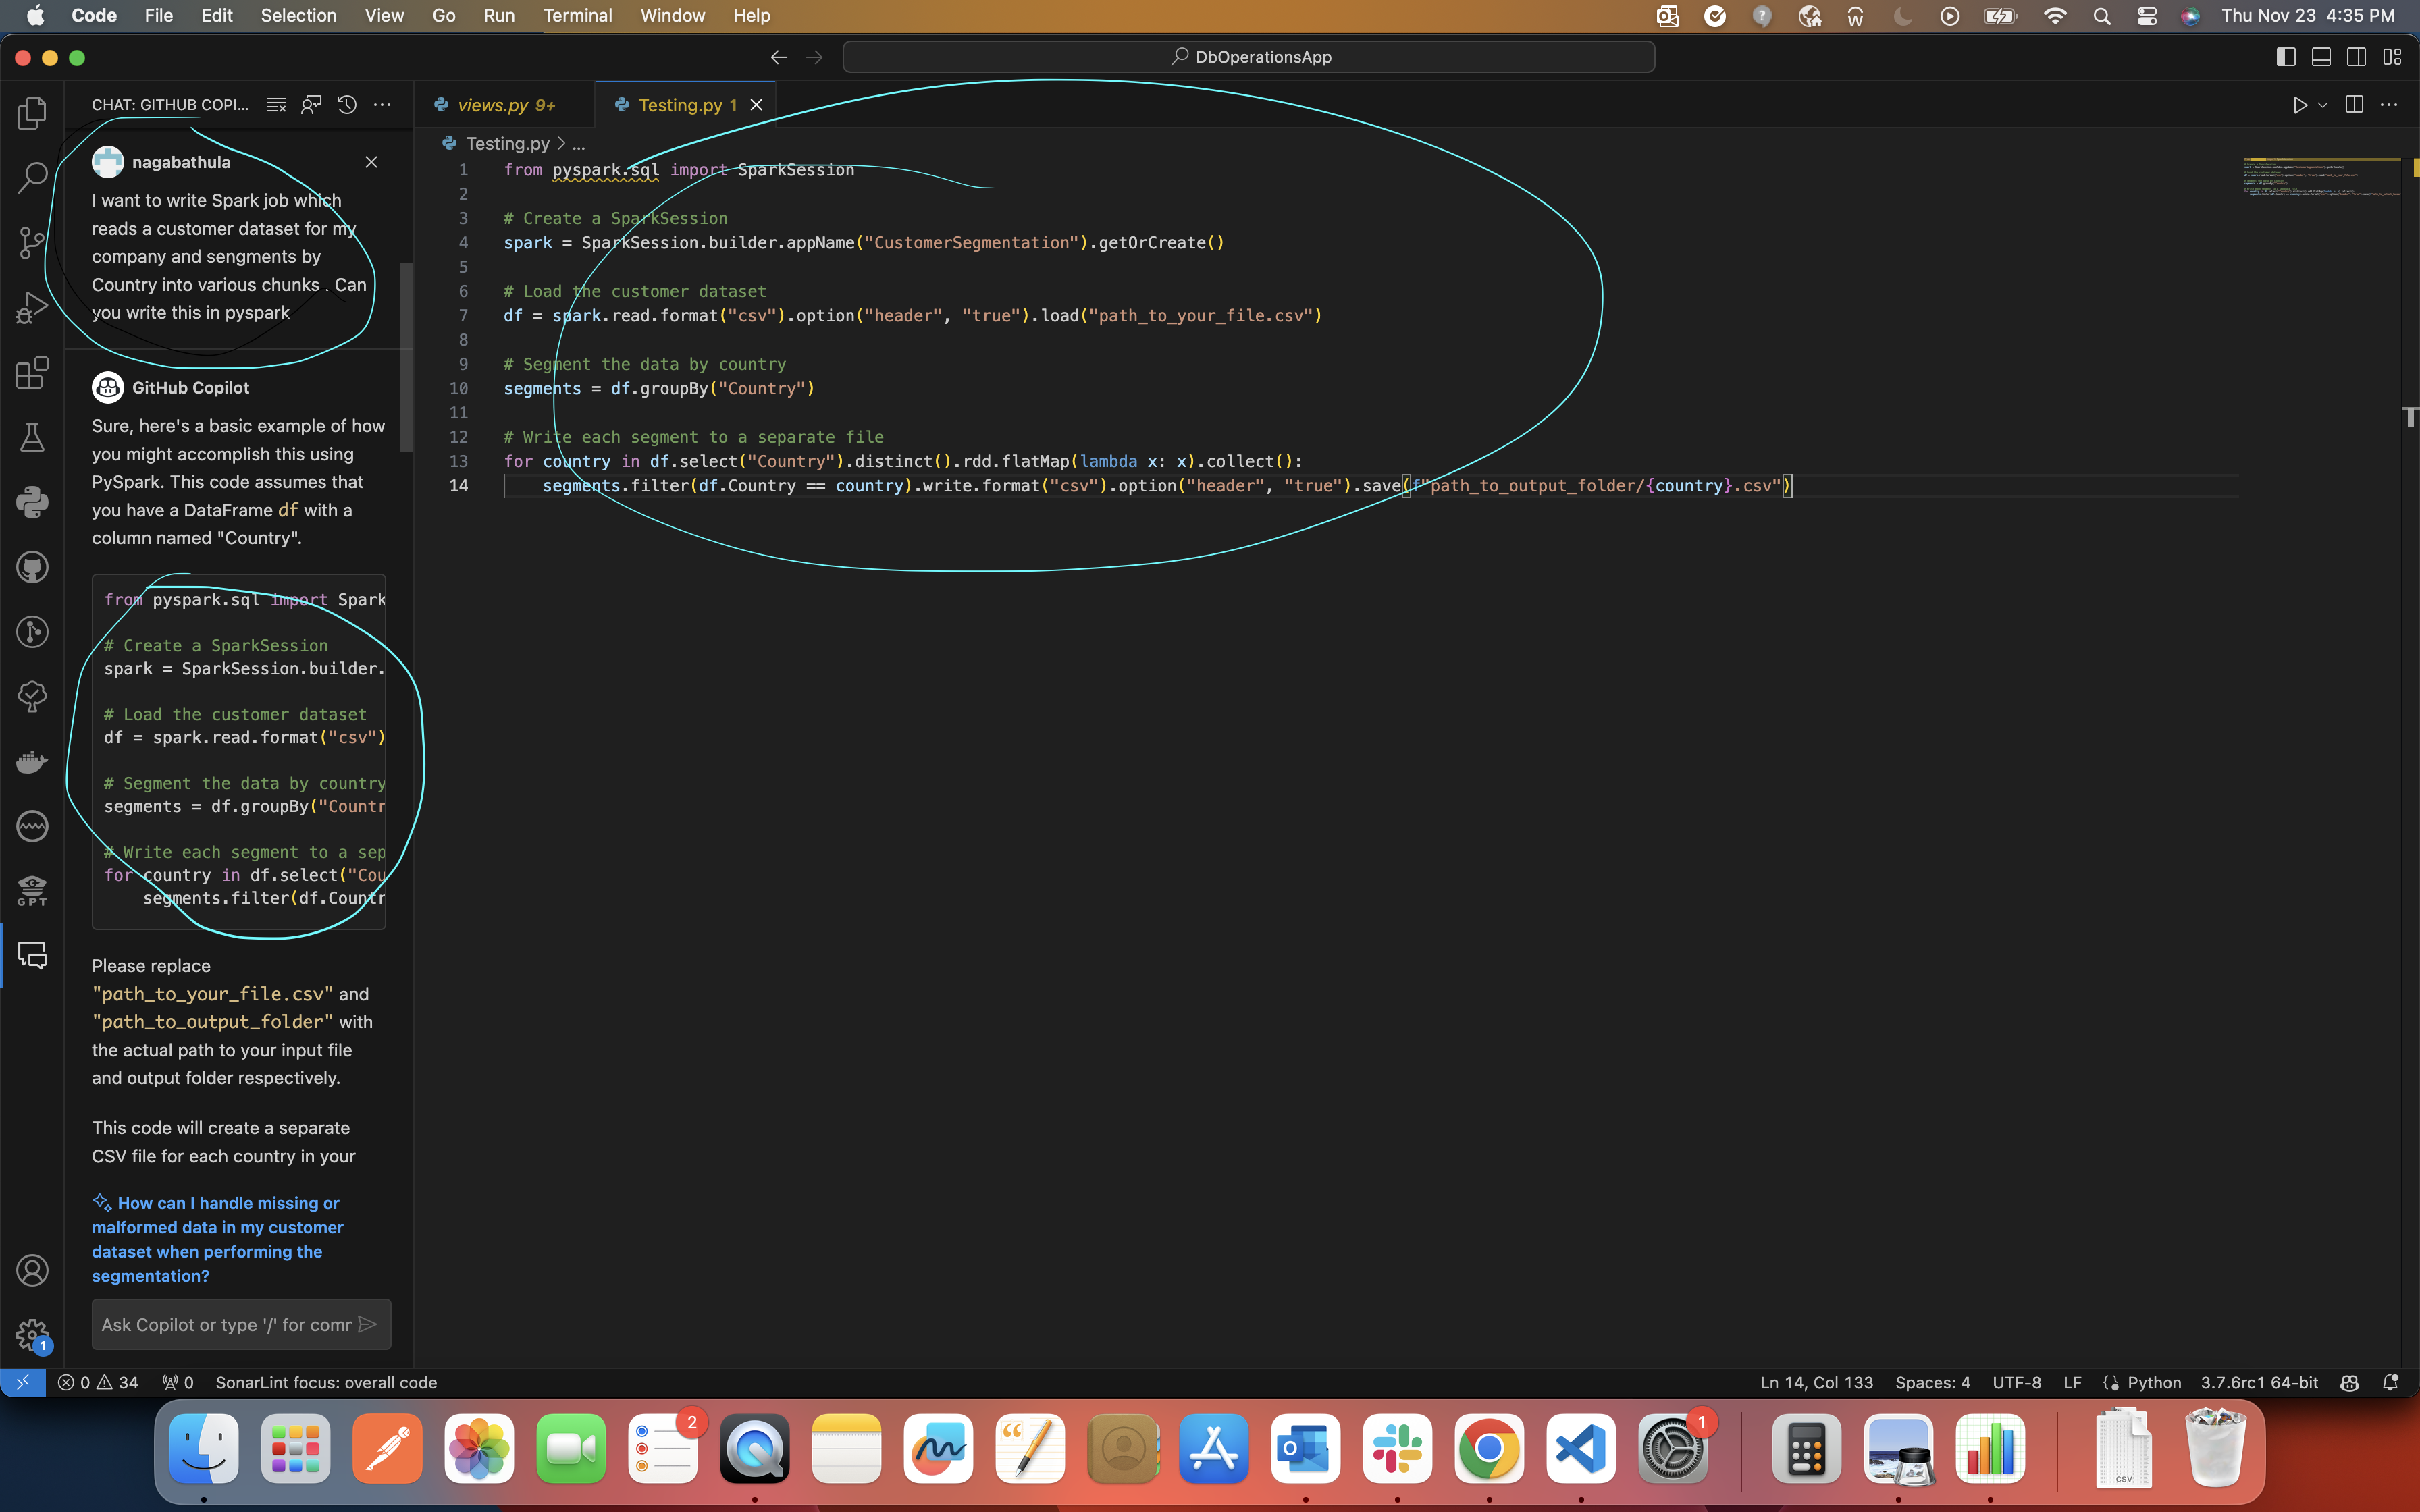 Code File Edit Selection View Go Run Terminal Window Help
W
Thu Nov 23 4:35 PM
DbOperationsApp
CHAT: GITHUB COPI...
views.py 9+
Testing.py 1
Testing.py > ...
nagabathula
I want to write Spark job which
reads a customer dataset for my
company and sengments by
Country into various chunks . Can
you write this in pyspark
GitHub Copilot
Sure, here's a basic example of how
you might accomplish this using
PySpark. This code assumes that
you have a DataFrame df with a
column named "Country".
from pyspark.sql import Spark
# Create a SparkSession
spark = SparkSession.builder.
# Load the customer dataset
df = spark.read.format("csv")
# Segment the data by country
segments = df.groupBy("Countr
# Write each segment to a sep
for country in df.select("Cou
segments.filter(df.Countr
Please replace
"path_to_your_file.csv" and
"path_to_output_folder" with
the actual path to your input file
and output folder respectively.
This code will create a separate
CSV file for each country in your
How can I handle missing or
malformed data in my customer
dataset when performing the
segmentation?
Ask Copilot or type '/' for comm
GPT
1
1 from pyspark.sql import SparkSession
2
3 # Create a SparkSession
4 spark = SparkSession.builder.appName("CustomerSegmentation").getOrCreate()
5
6 # Load the customer dataset
7 df = spark.read.format("csv").option("header", "true").load("path_to_your_file.csv")
8
9 # Segment the data by country
10 segments = df.groupBy("Country")
11
12 # Write each segment to a separate file
13 for country in df.select("Country").distinct().rdd.flatMap(lambda x: x).collect():
14 segments.filter(df.Country == country).write.format("csv").option("header", "true").save(f"path_to_output_folder/{country}.csv")
T
0 34 0 SonarLint focus: overall code
Ln 14, Col 133 Spaces: 4 UTF-8 LF Python 3.7.6rc1 64-bit
2
1
CSV